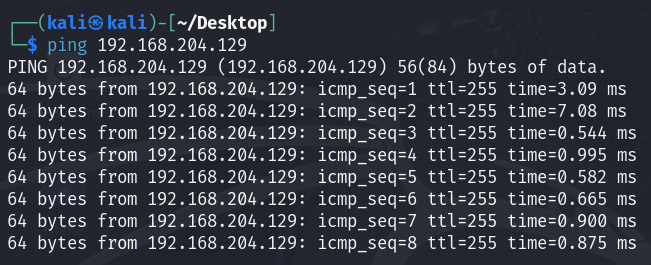 ┌──(kali㉿kali)-[~/Desktop]
└─$ ping 192.168.204.129
PING 192.168.204.129 (192.168.204.129) 56(84) bytes of data.
64 bytes from 192.168.204.129: icmp_seq=1 ttl=255 time=3.09 ms
64 bytes from 192.168.204.129: icmp_seq=2 ttl=255 time=7.08 ms
64 bytes from 192.168.204.129: icmp_seq=3 ttl=255 time=0.544 ms
64 bytes from 192.168.204.129: icmp_seq=4 ttl=255 time=0.995 ms
64 bytes from 192.168.204.129: icmp_seq=5 ttl=255 time=0.582 ms
64 bytes from 192.168.204.129: icmp_seq=6 ttl=255 time=0.665 ms
64 bytes from 192.168.204.129: icmp_seq=7 ttl=255 time=0.900 ms
64 bytes from 192.168.204.129: icmp_seq=8 ttl=255 time=0.875 ms